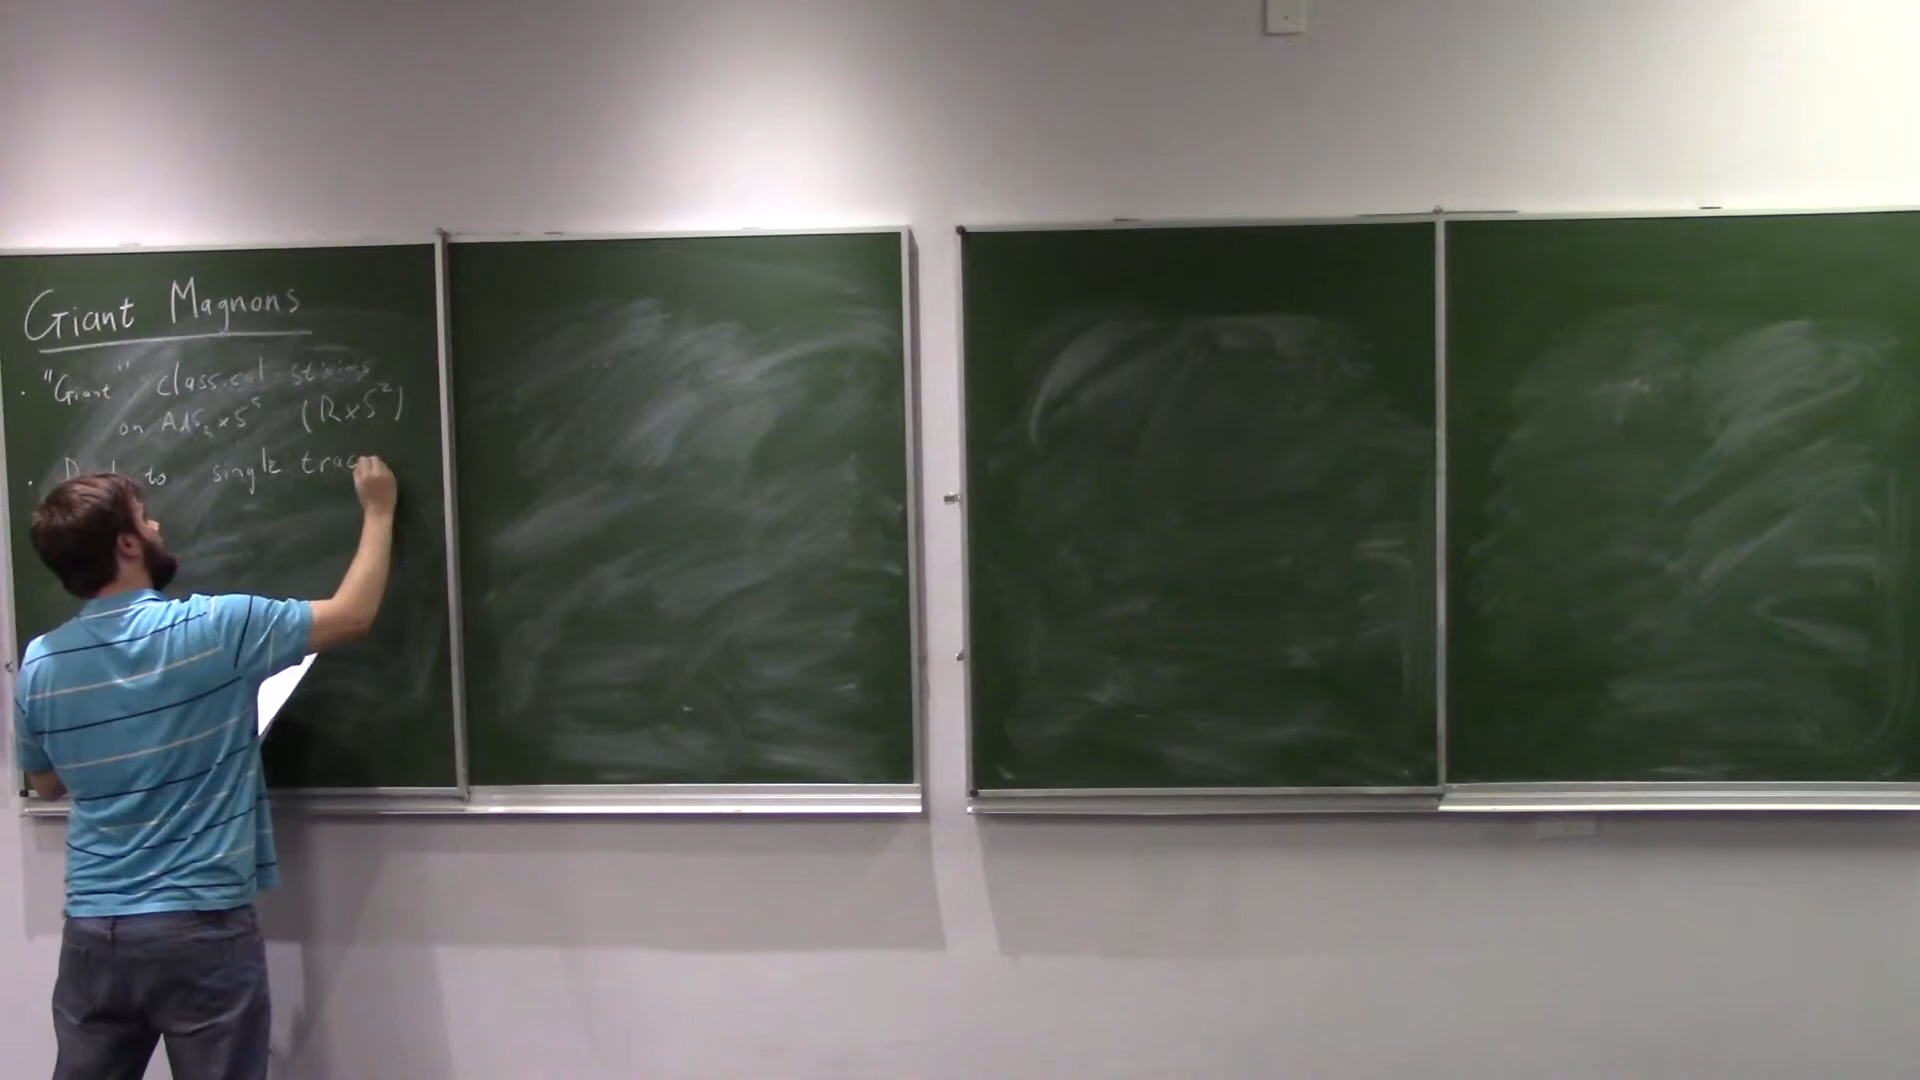 Giant Magnons
· "Giant" classical strings
on AdS₅ × S⁵ (R×S²)
· to single trac